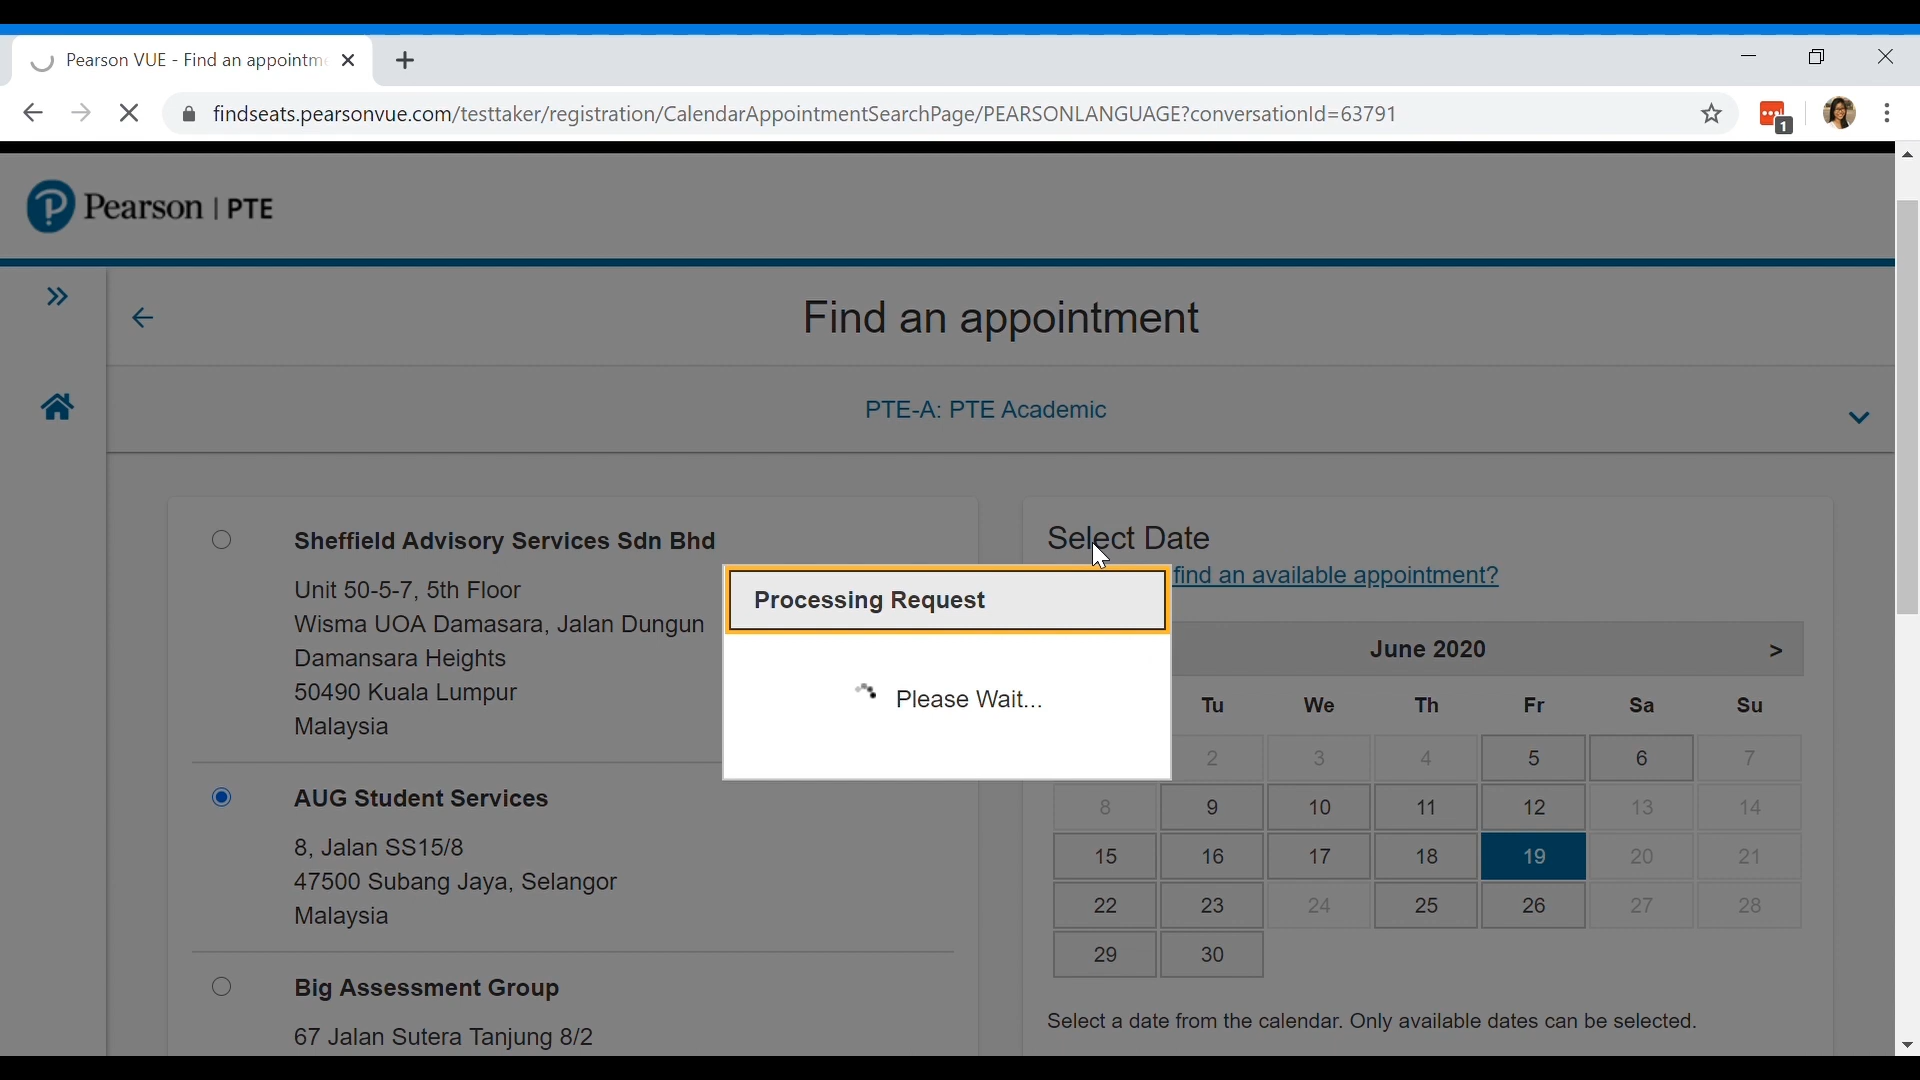 Pearson VUE - Find an appointm
findseats.pearsonvue.com/testtaker/registration/CalendarAppointmentSearchPage/PEARSONLANGUAGE?conversationId=63791
1
Pearson | PTE
Find an appointment
PTE-A: PTE Academic
Sheffield Advisory Services Sdn Bhd
Unit 50-5-7, 5th Floor
Wisma UOA Damasara, Jalan Dungun
Damansara Heights
50490 Kuala Lumpur
Malaysia
AUG Student Services
8, Jalan SS15/8
47500 Subang Jaya, Selangor
Malaysia
Big Assessment Group
67 Jalan Sutera Tanjung 8/2
Processing Request
Please Wait...
Select Date
find an available appointment?
June 2020 >
Tu We Th Fr Sa Su
2 3 4 5 6 7
8 9 10 11 12 13 14
15 16 17 18 19 20 21
22 23 24 25 26 27 28
29 30
Select a date from the calendar. Only available dates can be selected.